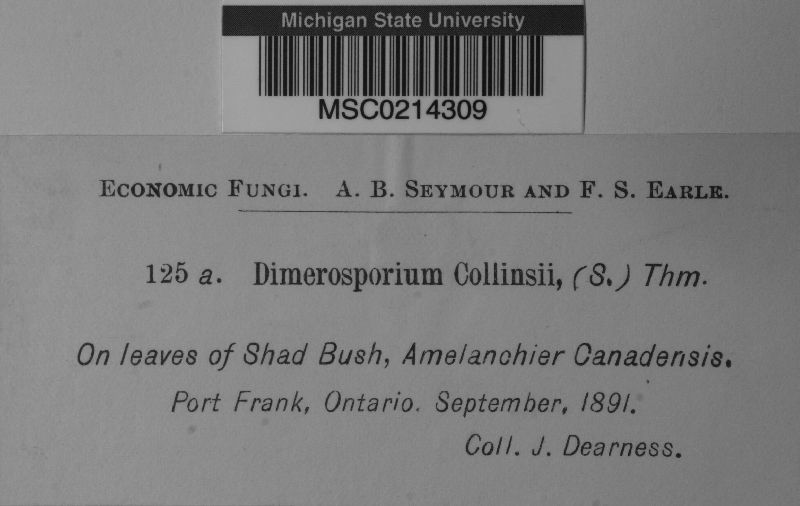 Michigan State University
MSC0214309
Economic Fungi. A. B. Seymour and F. S. Earle.
125 a. Dimerosporium Collinsii, (S.) Thm.
On leaves of Shad Bush, Amelanchier Canadensis.
Port Frank, Ontario. September, 1891.
Coll. J. Dearness.